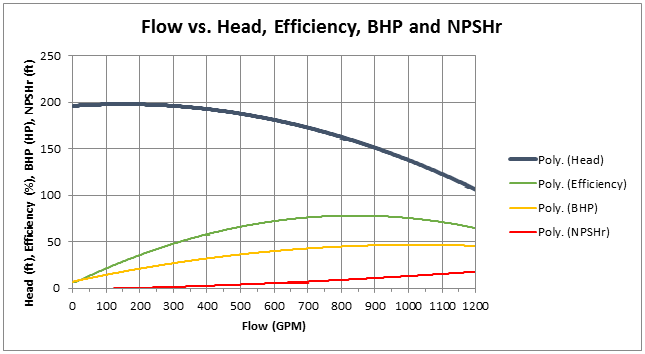 Flow vs. Head, Efficiency, BHP and NPSHr
Head (ft), Efficiency (%), BHP (HP), NPSHr (ft)
250
200
150
100
50
0
0 100 200 300 400 500 600 700 800 900 1000 1100 1200
Flow (GPM)
Poly. (Head)
Poly. (Efficiency)
Poly. (BHP)
Poly. (NPSHr)